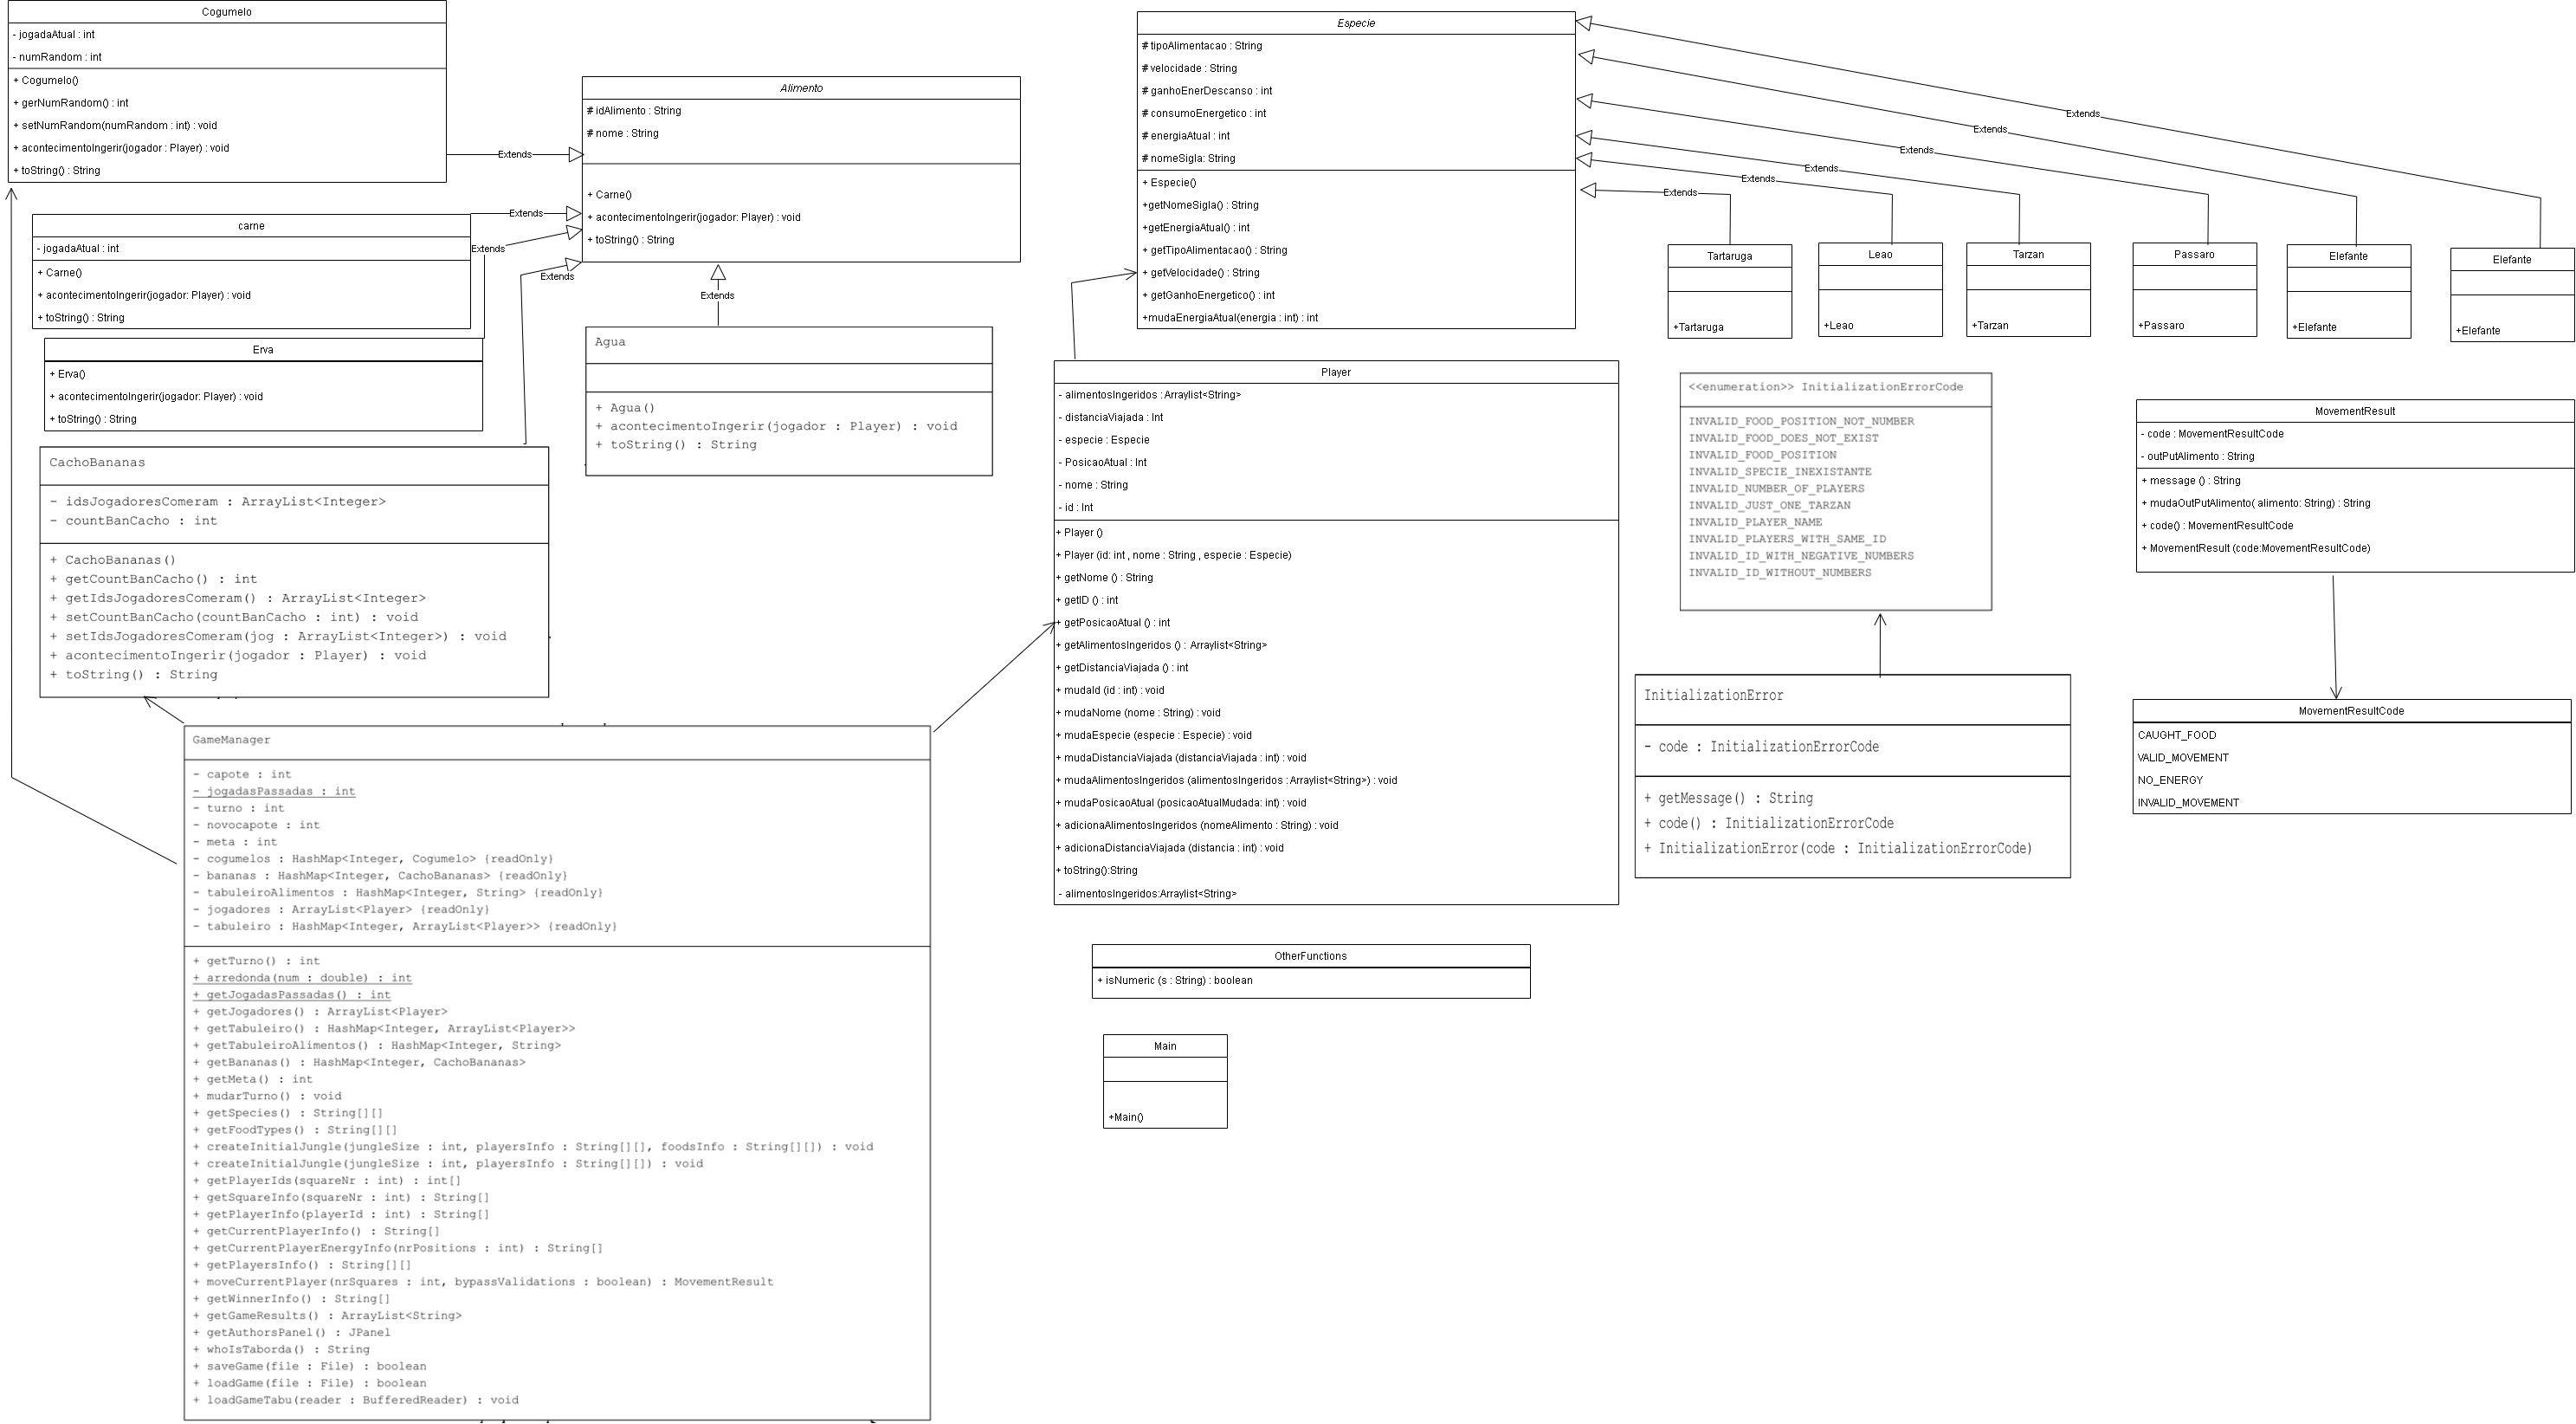 Cogumelo
- jogadaAtual : int
- numRandom : int
+ Cogumelo()
+ gerNumRandom() : int
+ setNumRandom(numRandom : int) : void
+ acontecimentoIngerir(jogador : Player) : void
+ toString() : String
carne
- jogadaAtual : int
+ Carne()
+ acontecimentoIngerir(jogador: Player) : void
+ toString() : String
Erva
+ Erva()
+ acontecimentoIngerir(jogador: Player) : void
+ toString() : String
CachoBananas
- idsJogadoresComeram : ArrayList<Integer>
- countBanCacho : int
+ CachoBananas()
+ getCountBanCacho() : int
+ getIdsJogadoresComeram() : ArrayList<Integer>
+ setCountBanCacho(countBanCacho : int) : void
+ setIdsJogadoresComeram(jog : ArrayList<Integer>) : void
+ acontecimentoIngerir(jogador : Player) : void
+ toString() : String
Extends
Extends
Extends
Extends
Extends
Alimento
# idAlimento : String
# nome : String
+ Carne()
+ acontecimentoIngerir(jogador: Player) : void
+ toString() : String
Agua
+ Agua()
+ acontecimentoIngerir(jogador : Player) : void
+ toString() : String
GameManager
- capote : int
- jogadasPassadas : int
- turno : int
- novocapote : int
- meta : int
- cogumelos : HashMap<Integer, Cogumelo> {readOnly}
- bananas : HashMap<Integer, CachoBananas> {readOnly}
- tabuleiroAlimentos : HashMap<Integer, String> {readOnly}
- jogadores : ArrayList<Player> {readOnly}
- tabuleiro : HashMap<Integer, ArrayList<Player>> {readOnly}
+ getTurno() : int
+ arredonda(num : double) : int
+ getJogadasPassadas() : int
+ getJogadores() : ArrayList<Player>
+ getTabuleiro() : HashMap<Integer, ArrayList<Player>>
+ getTabuleiroAlimentos() : HashMap<Integer, String>
+ getBananas() : HashMap<Integer, CachoBananas>
+ getMeta() : int
+ mudarTurno() : void
+ getSpecies() : String[][]
+ getFoodTypes() : String[][]
+ createInitialJungle(jungleSize : int, playersInfo : String[][], foodsInfo : String[][]) : void
+ createInitialJungle(jungleSize : int, playersInfo : String[][]) : void
+ getPlayerIds(squareNr : int) : int[]
+ getSquareInfo(squareNr : int) : String[]
+ getPlayerInfo(playerId : int) : String[]
+ getCurrentPlayerInfo() : String[]
+ getCurrentPlayerEnergyInfo(nrPositions : int) : String[]
+ getPlayersInfo() : String[][]
+ moveCurrentPlayer(nrSquares : int, bypassValidations : boolean) : MovementResult
+ getWinnerInfo() : String[]
+ getGameResults() : ArrayList<String>
+ getAuthorsPanel() : JPanel
+ whoIsTaborda() : String
+ saveGame(file : File) : boolean
+ loadGame(file : File) : boolean
+ loadGameTabu(reader : BufferedReader) : void
Especie
# tipoAlimentacao : String
# velocidade : String
# ganhoEnerDescanso : int
# consumoEnergetico : int
# energiaAtual : int
# nomeSigla: String
+ Especie()
+getNomeSigla() : String
+getEnergiaAtual() : int
+ getTipoAlimentacao() : String
+ getVelocidade() : String
+ getGanhoEnergetico() : int
+mudaEnergiaAtual(energia : int) : int
Extends
Extends
Extends
Extends
Extends
Extends
Tartaruga
+Tartaruga
Leao
+Leao
Tarzan
+Tarzan
Passaro
+Passaro
Elefante
+Elefante
Elefante
+Elefante
Player
- alimentosIngeridos : Arraylist<String>
- distanciaViajada : Int
- especie : Especie
- PosicaoAtual : Int
- nome : String
- id : Int
+ Player ()
+ Player (id: int , nome : String , especie : Especie)
+ getNome () : String
+ getID () : int
+ getPosicaoAtual () : int
+ getAlimentosIngeridos () : Arraylist<String>
+ getDistanciaViajada () : int
+ mudaId (id : int) : void
+ mudaNome (nome : String) : void
+ mudaEspecie (especie : Especie) : void
+ mudaDistanciaViajada (distanciaViajada : int) : void
+ mudaAlimentosIngeridos (alimentosIngeridos : Arraylist<String>) : void
+ mudaPosicaoAtual (posicaoAtualMudada: int) : void
+ adicionaAlimentosIngeridos (nomeAlimento : String) : void
+ adicionaDistanciaViajada (distancia : int) : void
+ toString():String
- alimentosIngeridos:Arraylist<String>
<<enumeration>> InitializationErrorCode
INVALID_FOOD_POSITION_NOT_NUMBER
INVALID_FOOD_DOES_NOT_EXIST
INVALID_FOOD_POSITION
INVALID_SPECIE_INEXISTANTE
INVALID_NUMBER_OF_PLAYERS
INVALID_JUST_ONE_TARZAN
INVALID_PLAYER_NAME
INVALID_PLAYERS_WITH_SAME_ID
INVALID_ID_WITH_NEGATIVE_NUMBERS
INVALID_ID_WITHOUT_NUMBERS
InitializationError
- code : InitializationErrorCode
+ getMessage() : String
+ code() : InitializationErrorCode
+ InitializationError(code : InitializationErrorCode)
MovementResult
- code : MovementResultCode
- outPutAlimento : String
+ message () : String
+ mudaOutPutAlimento( alimento: String) : String
+ code() : MovementResultCode
+ MovementResult (code:MovementResultCode)
MovementResultCode
CAUGHT_FOOD
VALID_MOVEMENT
NO_ENERGY
INVALID_MOVEMENT
OtherFunctions
+ isNumeric (s : String) : boolean
Main
+Main()